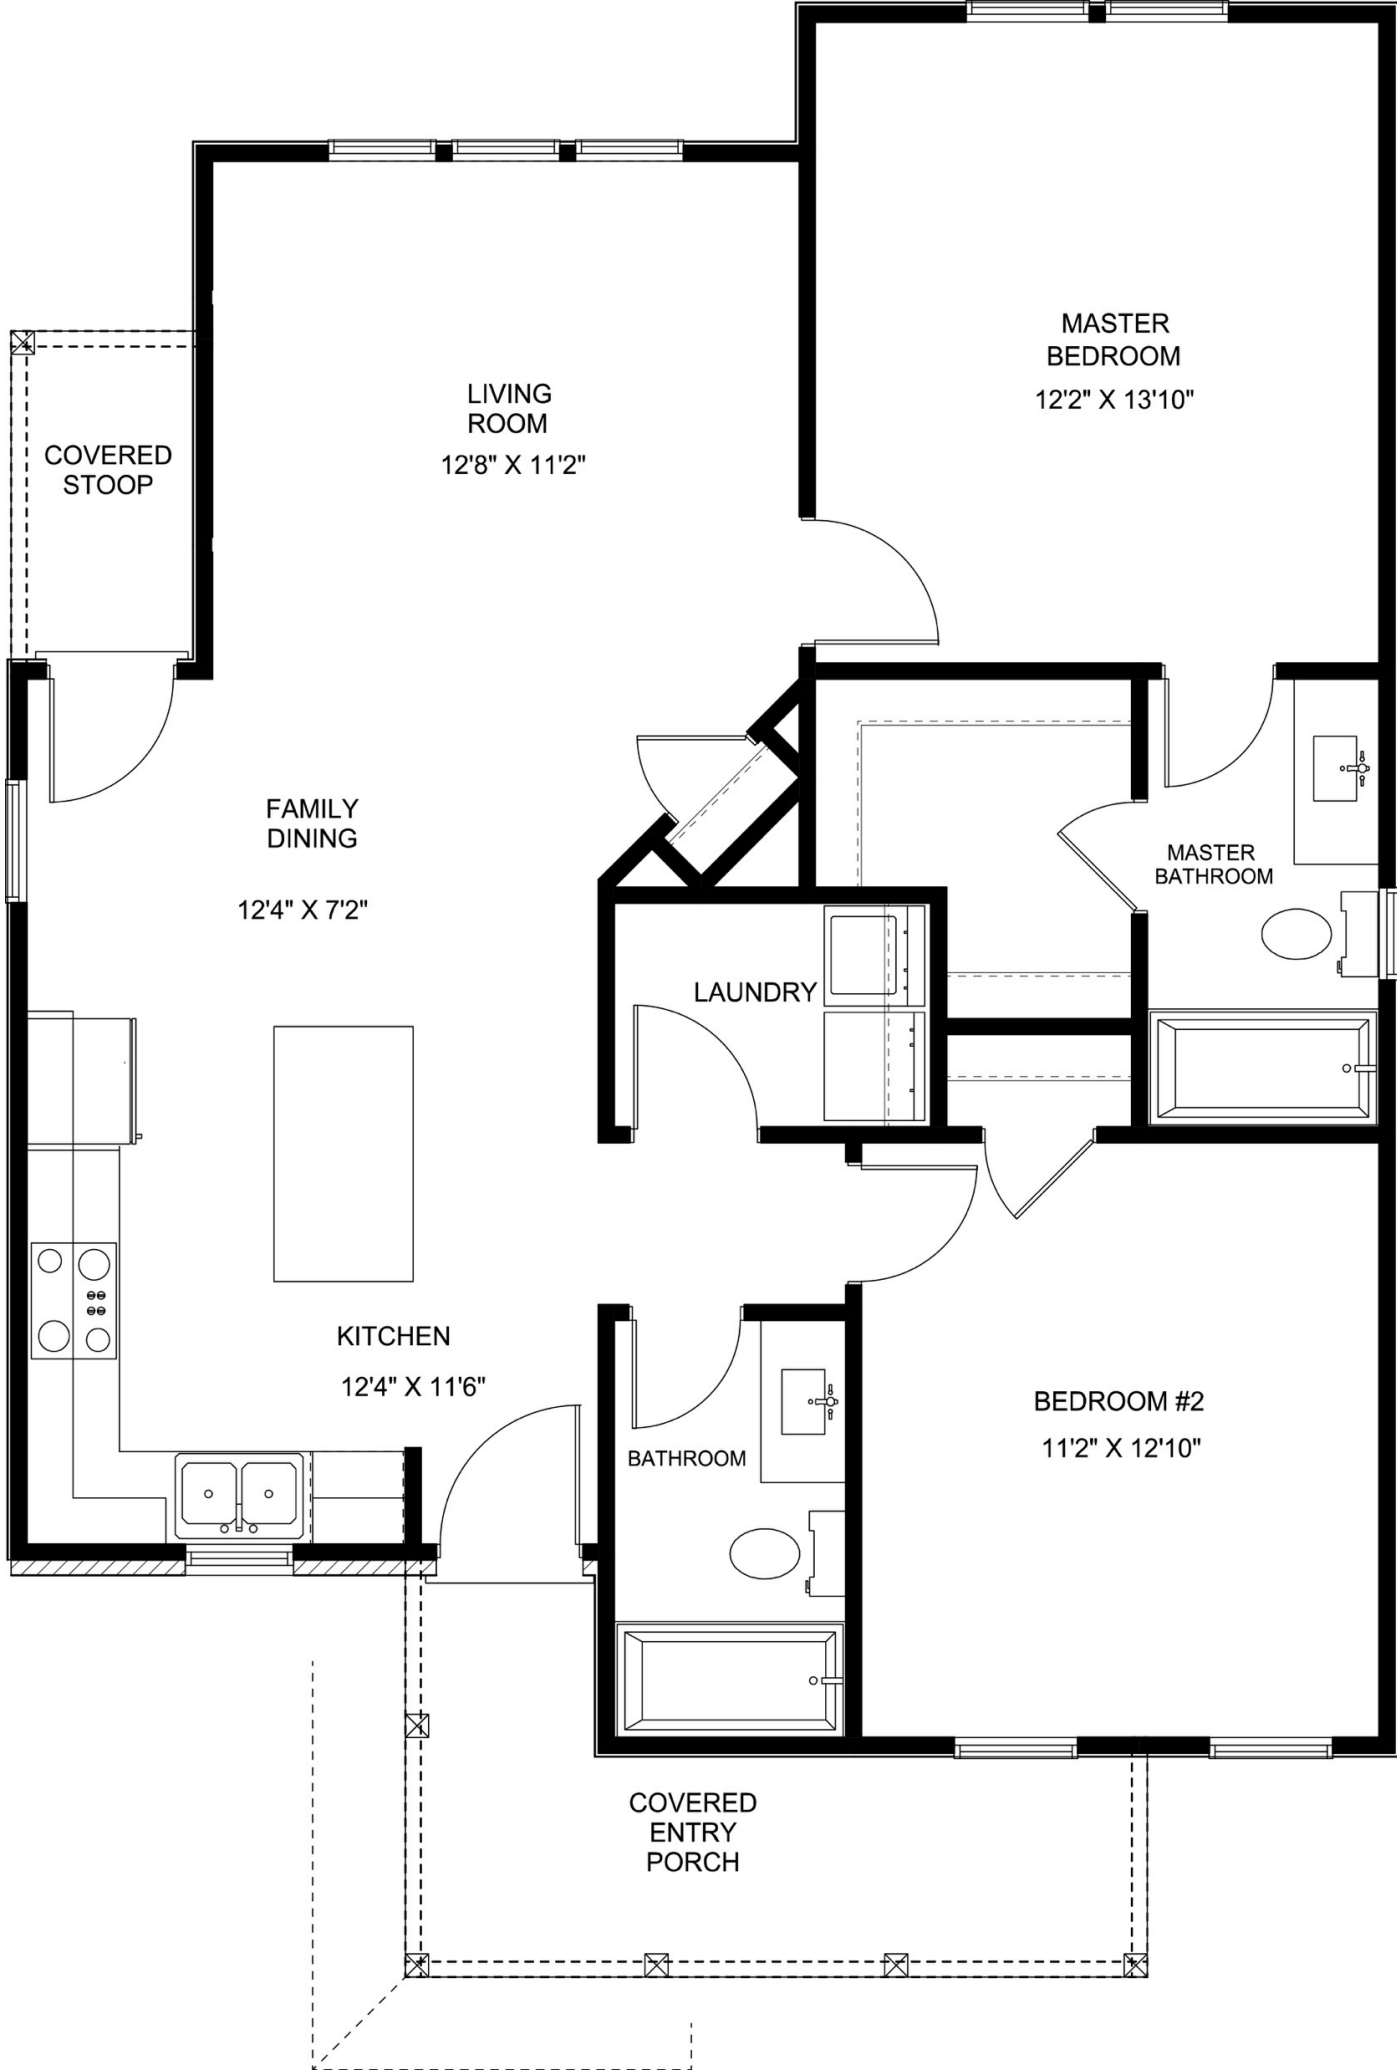 MASTER
BEDROOM
12'2" X 13'10"
LIVING
ROOM
12'8" X 11'2"
COVERED
STOOP
FAMILY
DINING
12'4" X 7'2"
MASTER
BATHROOM
LAUNDRY
KITCHEN
12'4" X 11'6"
BEDROOM #2
11'2" X 12'10"
BATHROOM
COVERED
ENTRY
PORCH